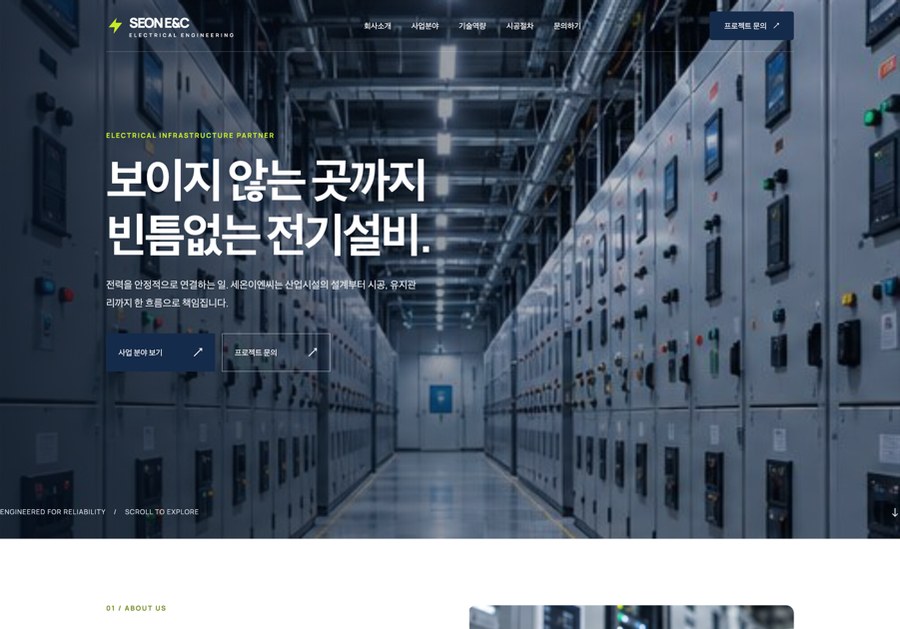 SEON E&C
ELECTRICAL ENGINEERING
회사소개 사업분야 기술역량 시공절차 문의하기
프로젝트 문의
ELECTRICAL INFRASTRUCTURE PARTNER
보이지 않는 곳까지
빈틈없는 전기설비.
전력을 안정적으로 연결하는 일. 세온이엔씨는 산업시설의 설계부터 시공, 유지관
리까지 한 흐름으로 책임집니다.
사업 분야 보기
프로젝트 문의
ENGINEERED FOR RELIABILITY / SCROLL TO EXPLORE
01 / ABOUT US